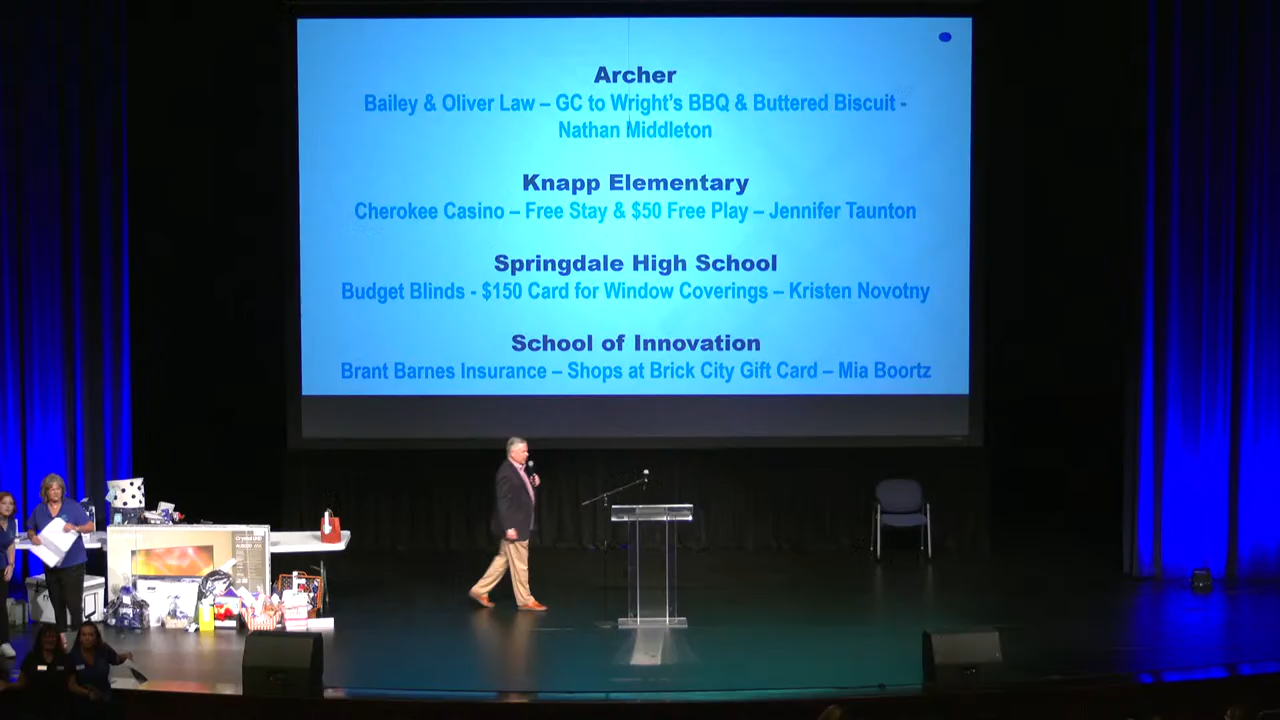 Archer
Bailey & Oliver Law – GC to Wright's BBQ & Buttered Biscuit -
Nathan Middleton
Knapp Elementary
Cherokee Casino – Free Stay & $50 Free Play – Jennifer Taunton
Springdale High School
Budget Blinds - $150 Card for Window Coverings – Kristen Novotny
School of Innovation
Brant Barnes Insurance – Shops at Brick City Gift Card – Mia Boortz
Crystal UHD